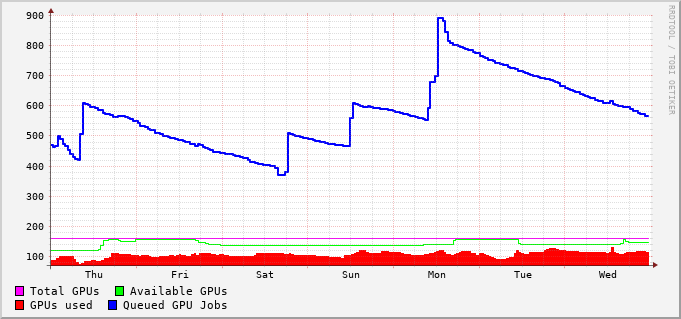 900
800
700
600
500
400
300
200
100
Thu Fri Sat Sun Mon Tue Wed
Total GPUs Available GPUs
GPUs used Queued GPU Jobs
RRDTOOL / TOBI OETIKER